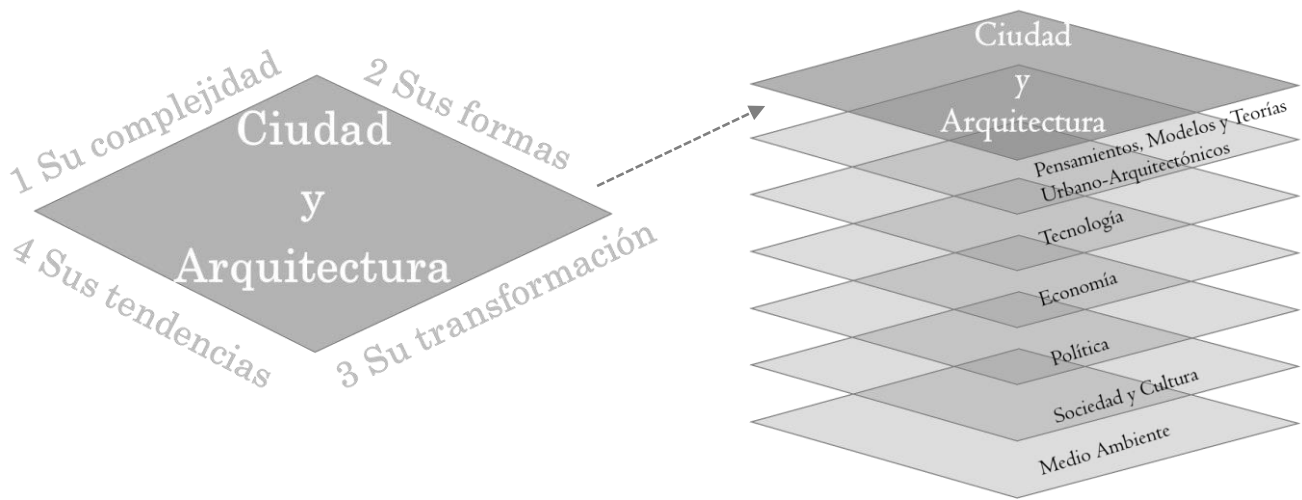 1 Su complejidad
2 Sus formas
Ciudad
y
Arquitectura
4 Sus tendencias
3 Su transformación
Ciudad
y
Arquitectura
Pensamientos, Modelos y Teorías
Urbano-Arquitectónicos
Tecnología
Economía
Política
Sociedad y Cultura
Medio Ambiente